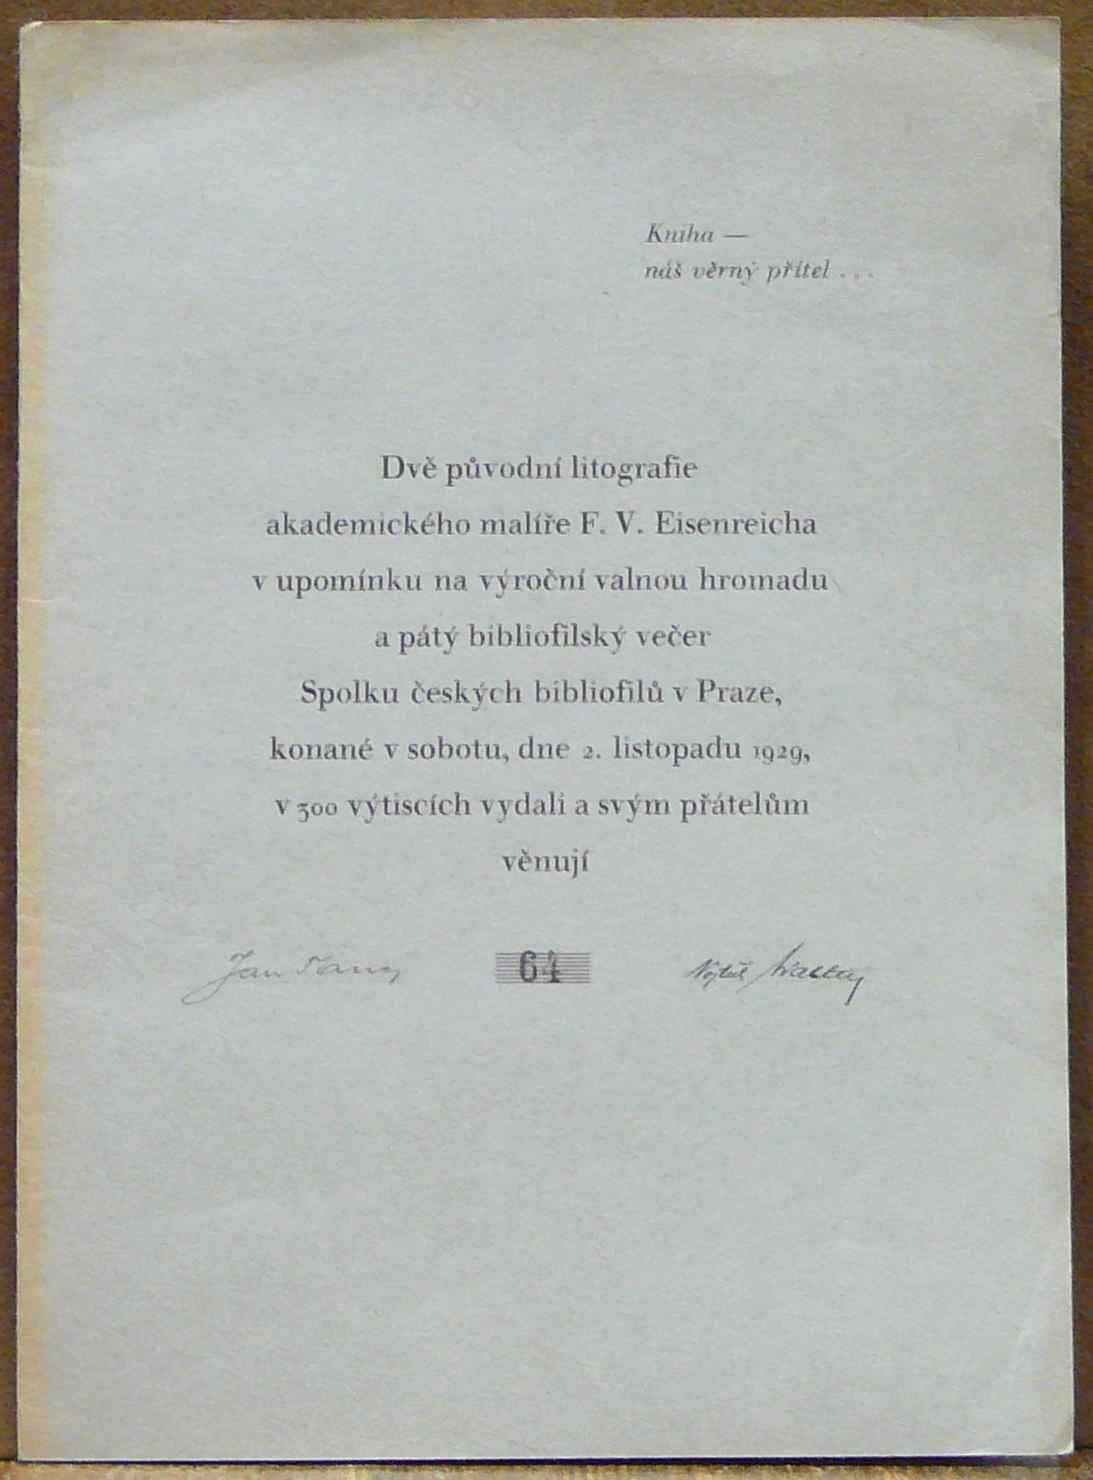 Kniha —
náš věrný přítel . . .
Dvě původní litografie
akademického malíře F. V. Eisenreicha
v upomínku na výroční valnou hromadu
a pátý bibliofilský večer
Spolku českých bibliofilů v Praze,
konané v sobotu, dne 2. listopadu 1929,
v 300 výtiscích vydali a svým přátelům
věnují
Jan 64